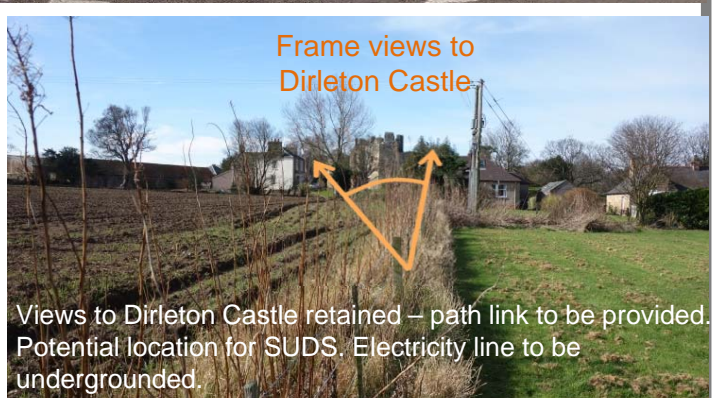 Frame views to
Dirleton Castle
Views to Dirleton Castle retained – path link to be provided.
Potential location for SUDS. Electricity line to be
undergrounded.